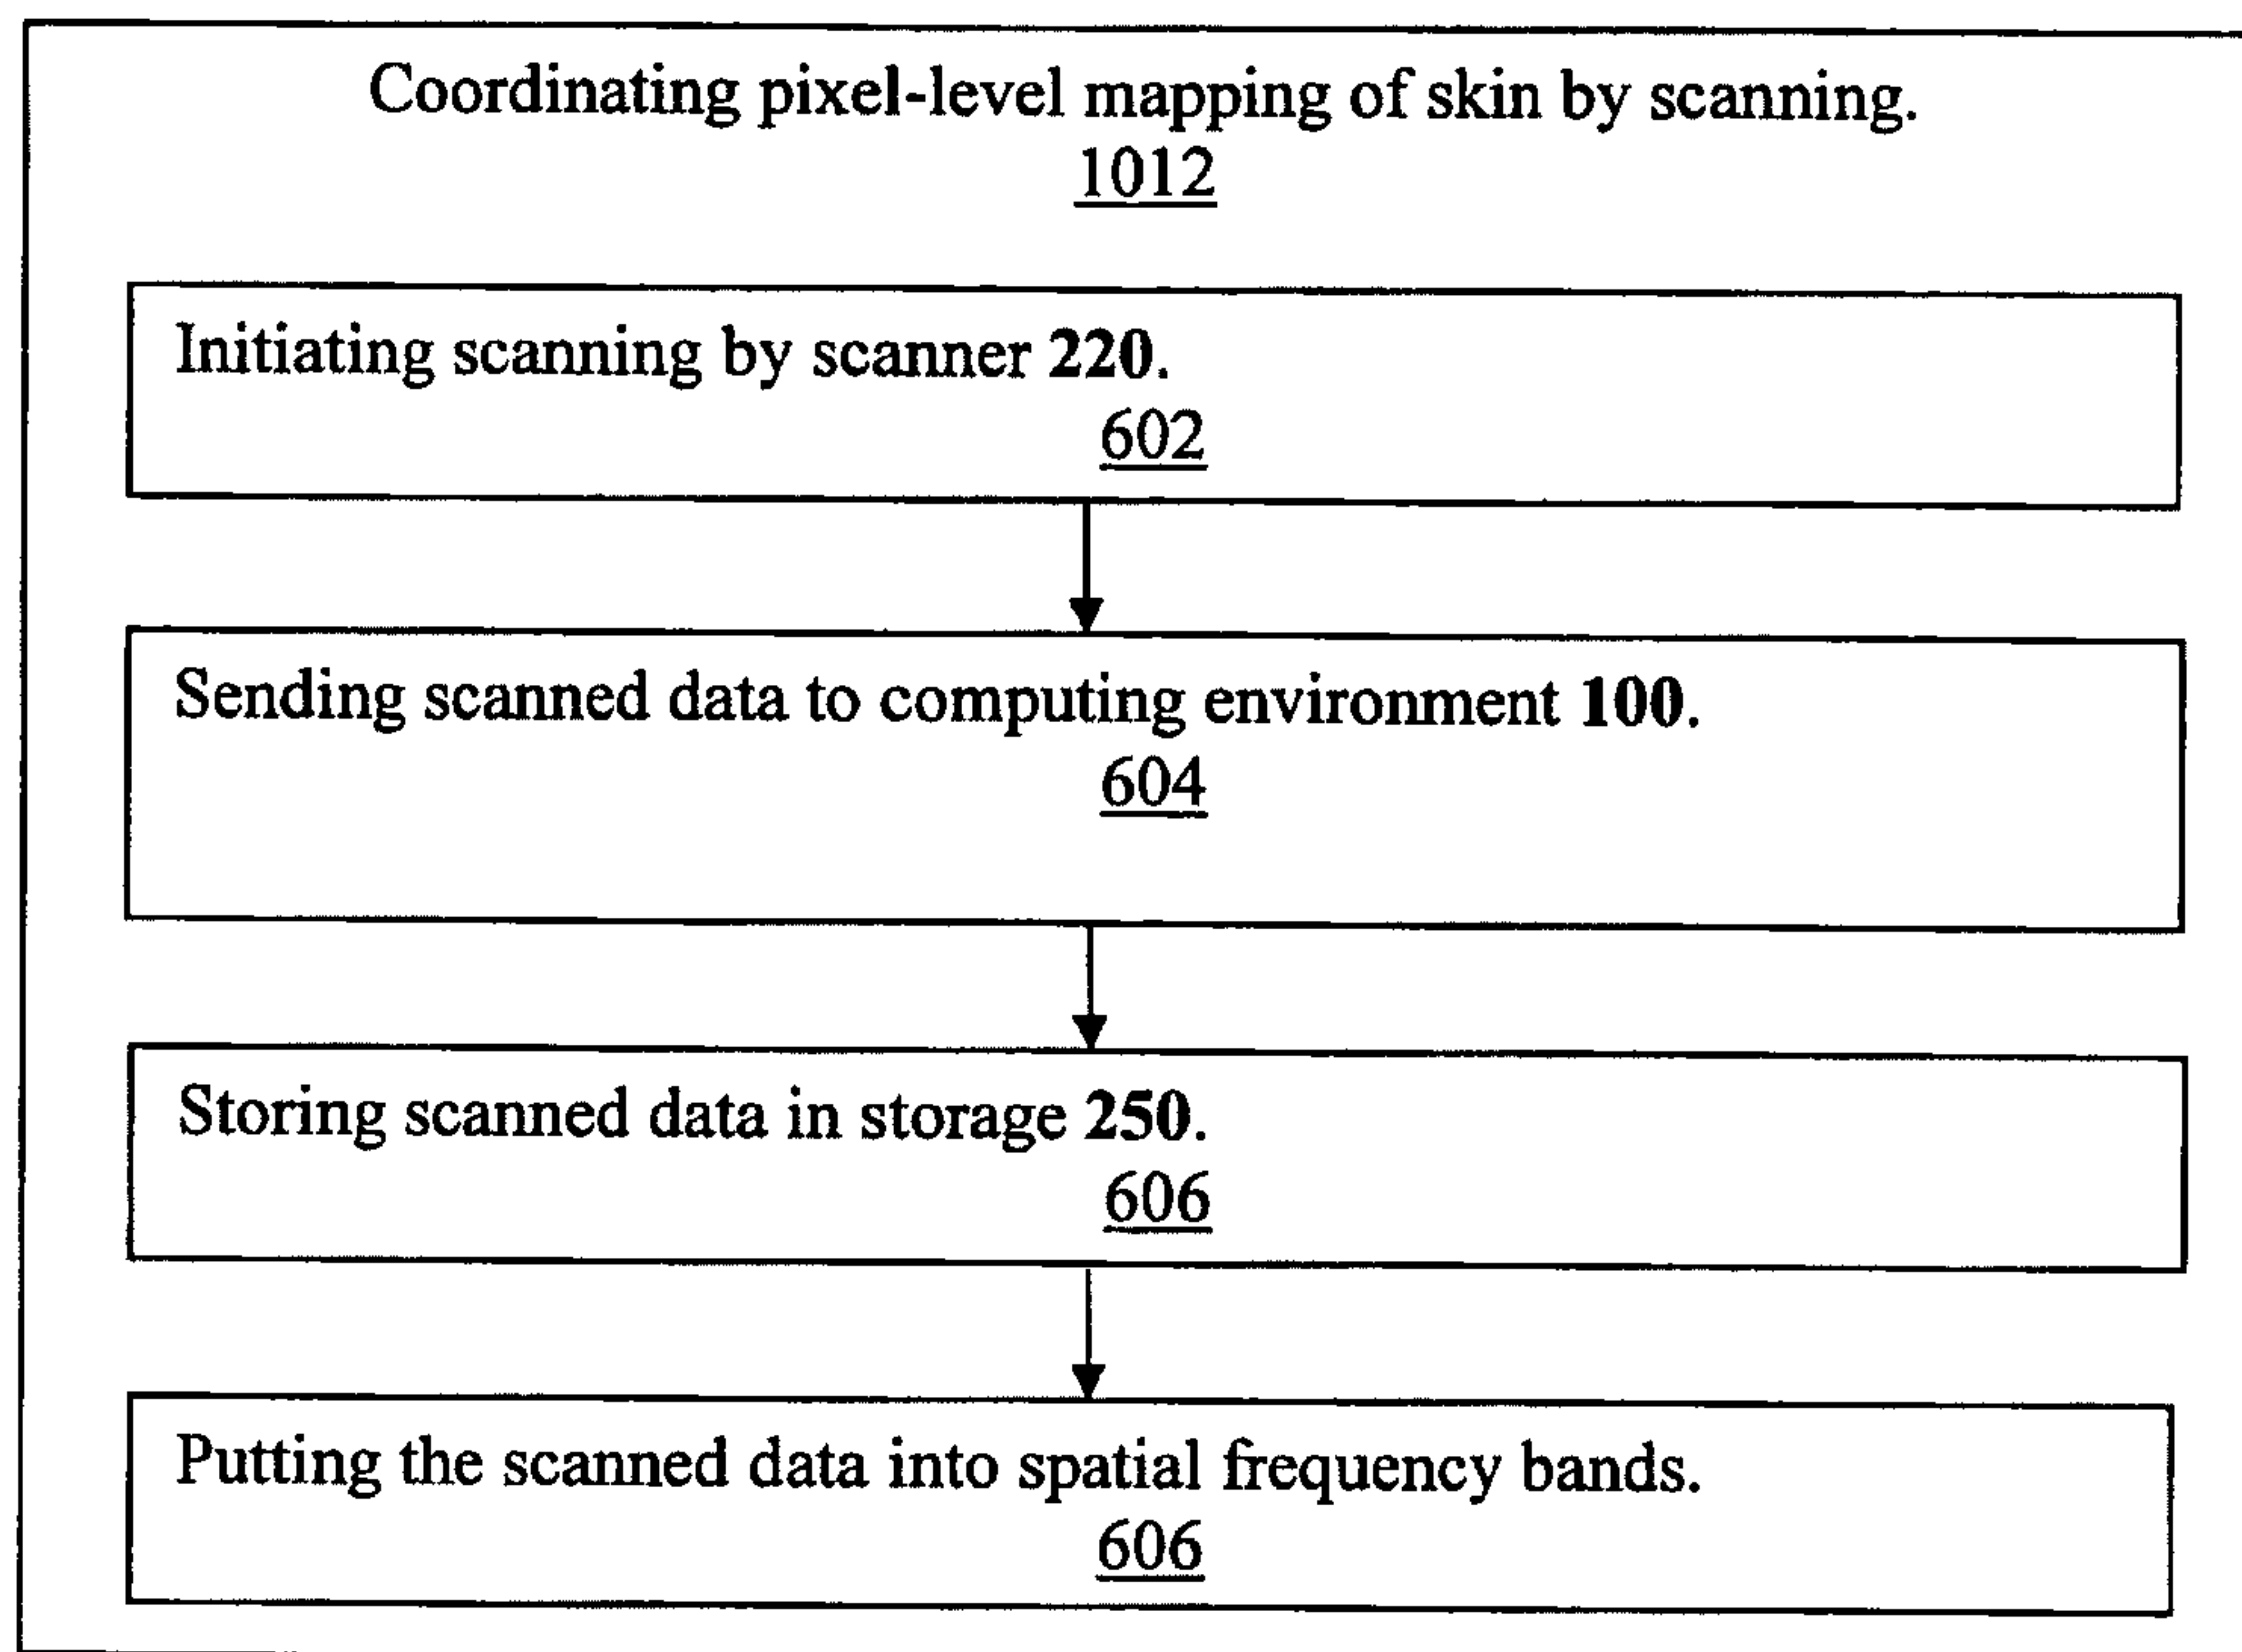 Coordinating pixel-level mapping of skin by scanning.
1012
Initiating scanning by scanner 220.
602
Sending scanned data to computing environment 100.
604
Storing scanned data in storage 250.
606
Putting the scanned data into spatial frequency bands.
606